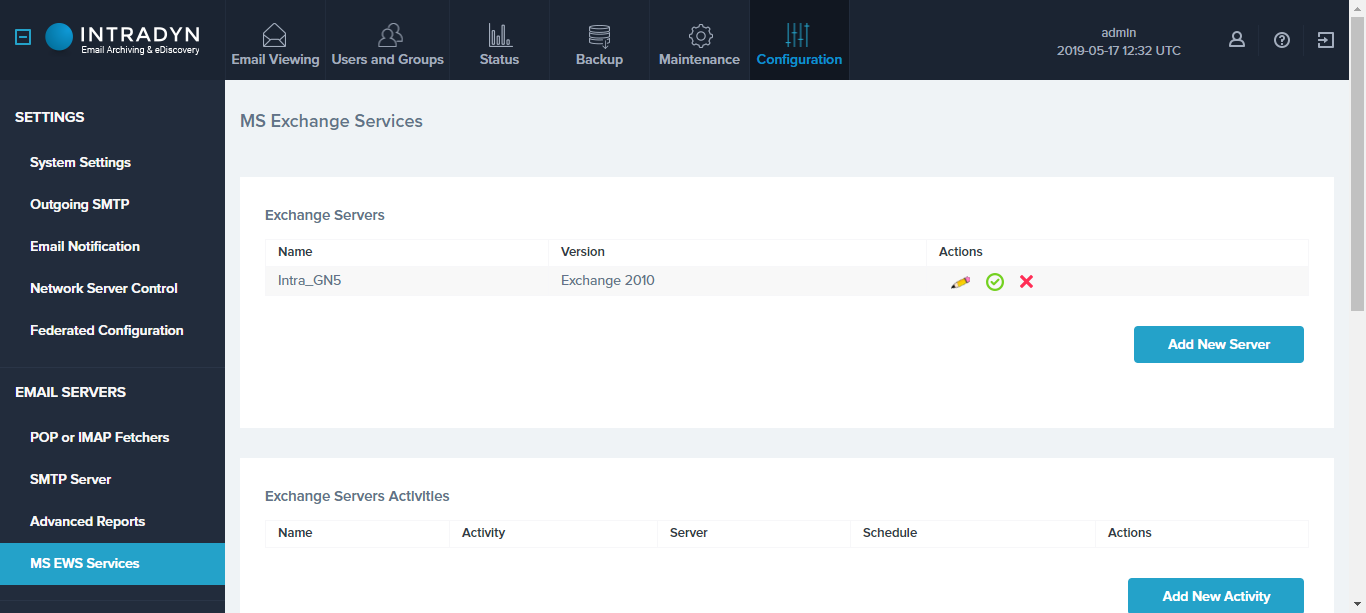 INTRADYN
Email Archiving & eDiscovery
Email Viewing
Users and Groups
Status
Backup
Maintenance
Configuration
admin
2019-05-17 12:32 UTC
SETTINGS
System Settings
Outgoing SMTP
Email Notification
Network Server Control
Federated Configuration
EMAIL SERVERS
POP or IMAP Fetchers
SMTP Server
Advanced Reports
MS EWS Services
MS Exchange Services
Exchange Servers
Name Version Actions
Intra_GN5 Exchange 2010
Add New Server
Exchange Servers Activities
Name Activity Server Schedule Actions
Add New Activity